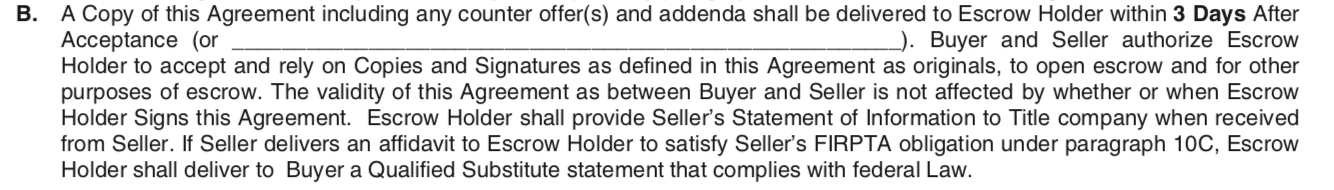 B. A Copy of this Agreement including any counter offer(s) and addenda shall be delivered to Escrow Holder within 3 Days After
Acceptance (or ______________________________________________________). Buyer and Seller authorize Escrow
Holder to accept and rely on Copies and Signatures as defined in this Agreement as originals, to open escrow and for other
purposes of escrow. The validity of this Agreement as between Buyer and Seller is not affected by whether or when Escrow
Holder Signs this Agreement. Escrow Holder shall provide Seller's Statement of Information to Title company when received
from Seller. If Seller delivers an affidavit to Escrow Holder to satisfy Seller's FIRPTA obligation under paragraph 10C, Escrow
Holder shall deliver to Buyer a Qualified Substitute statement that complies with federal Law.